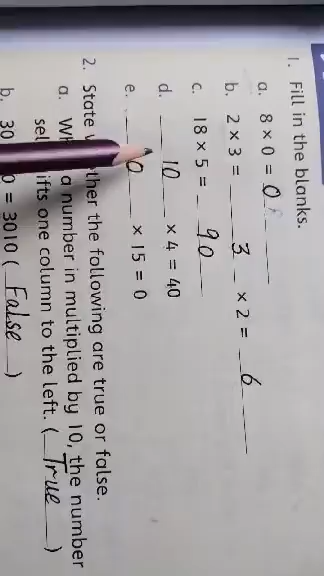 1. Fill in the blanks.
a. 8 × 0 = 0
b. 2 × 3 = 3 × 2 = 6
c. 18 × 5 = 90
d. 10 × 4 = 40
e. 0 × 15 = 0
2. State ther the following are true or false.
a. a number in multiplied by 10, the number
ifts one column to the left. ( True )
b. 30 0 = 3010 ( False )